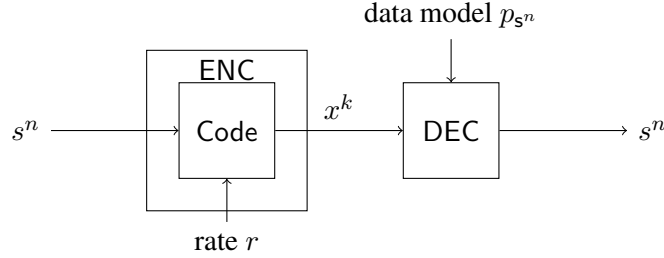 data model p_{s^n}
ENC
s^n
Code
x^k
DEC
s^n
rate r